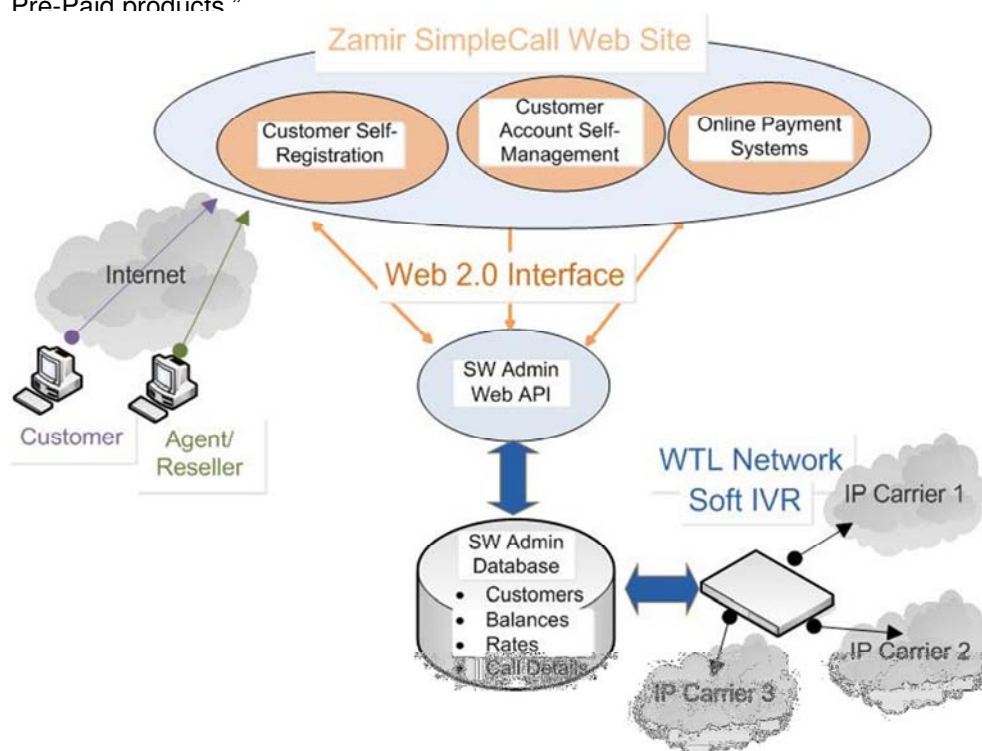 Pre-Paid products."
Zamir SimpleCall Web Site
Customer Self-
Registration
Customer
Account Self-
Management
Online Payment
Systems
Internet
Web 2.0 Interface
SW Admin
Web API
Customer
Agent/
Reseller
WTL Network
Soft IVR
IP Carrier 1
SW Admin
Database
• Customers
• Balances
• Rates
• Call Details
IP Carrier 2
IP Carrier 3